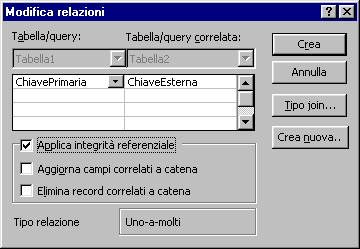 Modifica relazioni
Tabella/query: Tabella/query correlata:
Tabella1 Tabella2
ChiavePrimaria ChiaveEsterna
Applica integrità referenziale
Aggiorna campi correlati a catena
Elimina record correlati a catena
Tipo relazione Uno-a-molti
Crea
Annulla
Tipo join...
Crea nuova..